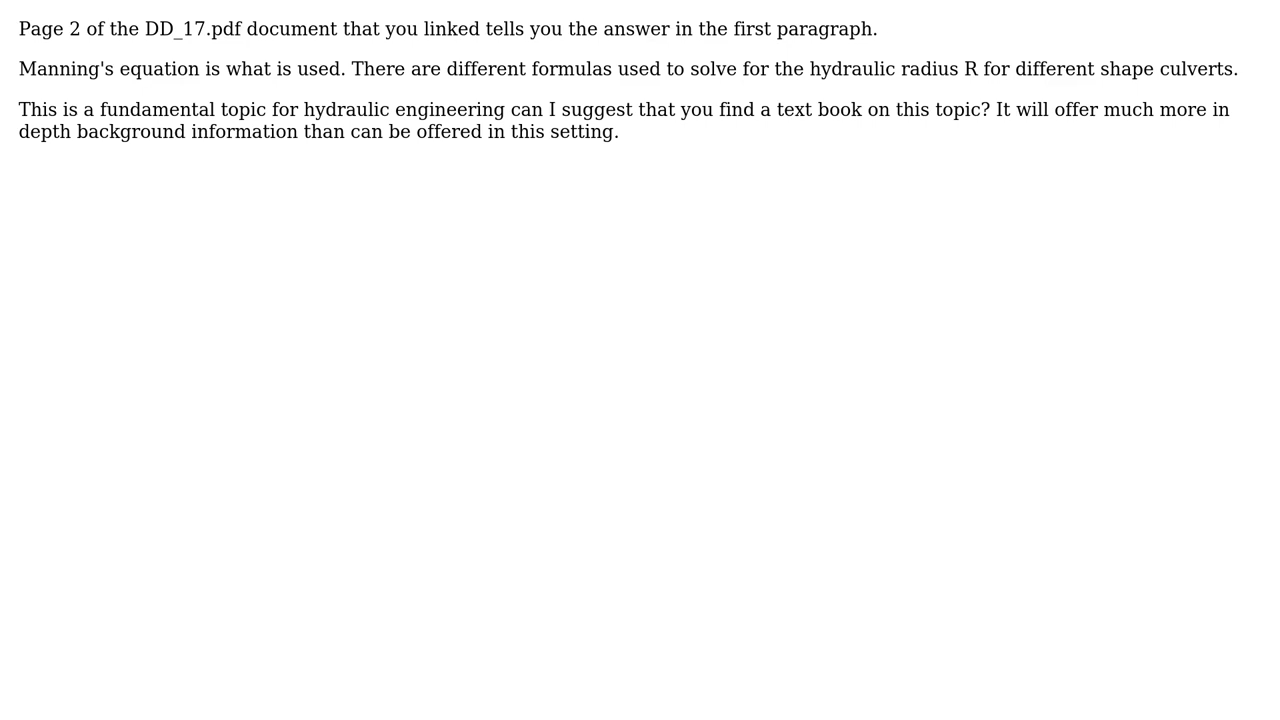 Page 2 of the DD_17.pdf document that you linked tells you the answer in the first paragraph.
Manning's equation is what is used. There are different formulas used to solve for the hydraulic radius R for different shape culverts.
This is a fundamental topic for hydraulic engineering can I suggest that you find a text book on this topic? It will offer much more in
depth background information than can be offered in this setting.